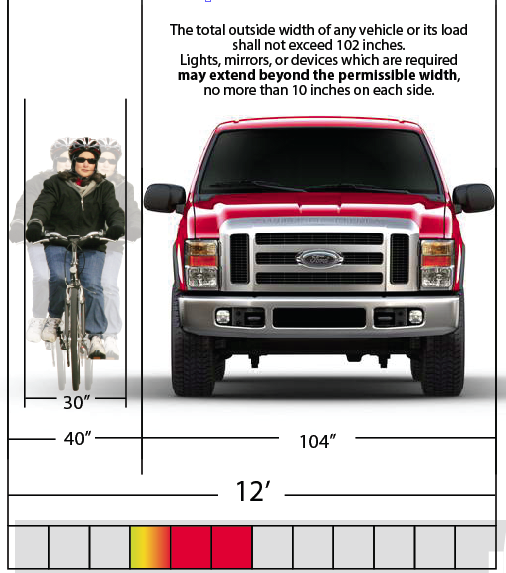 The total outside width of any vehicle or its load
shall not exceed 102 inches.
Lights, mirrors, or devices which are required
may extend beyond the permissible width,
no more than 10 inches on each side.
Ford
30”
40”
104”
12’